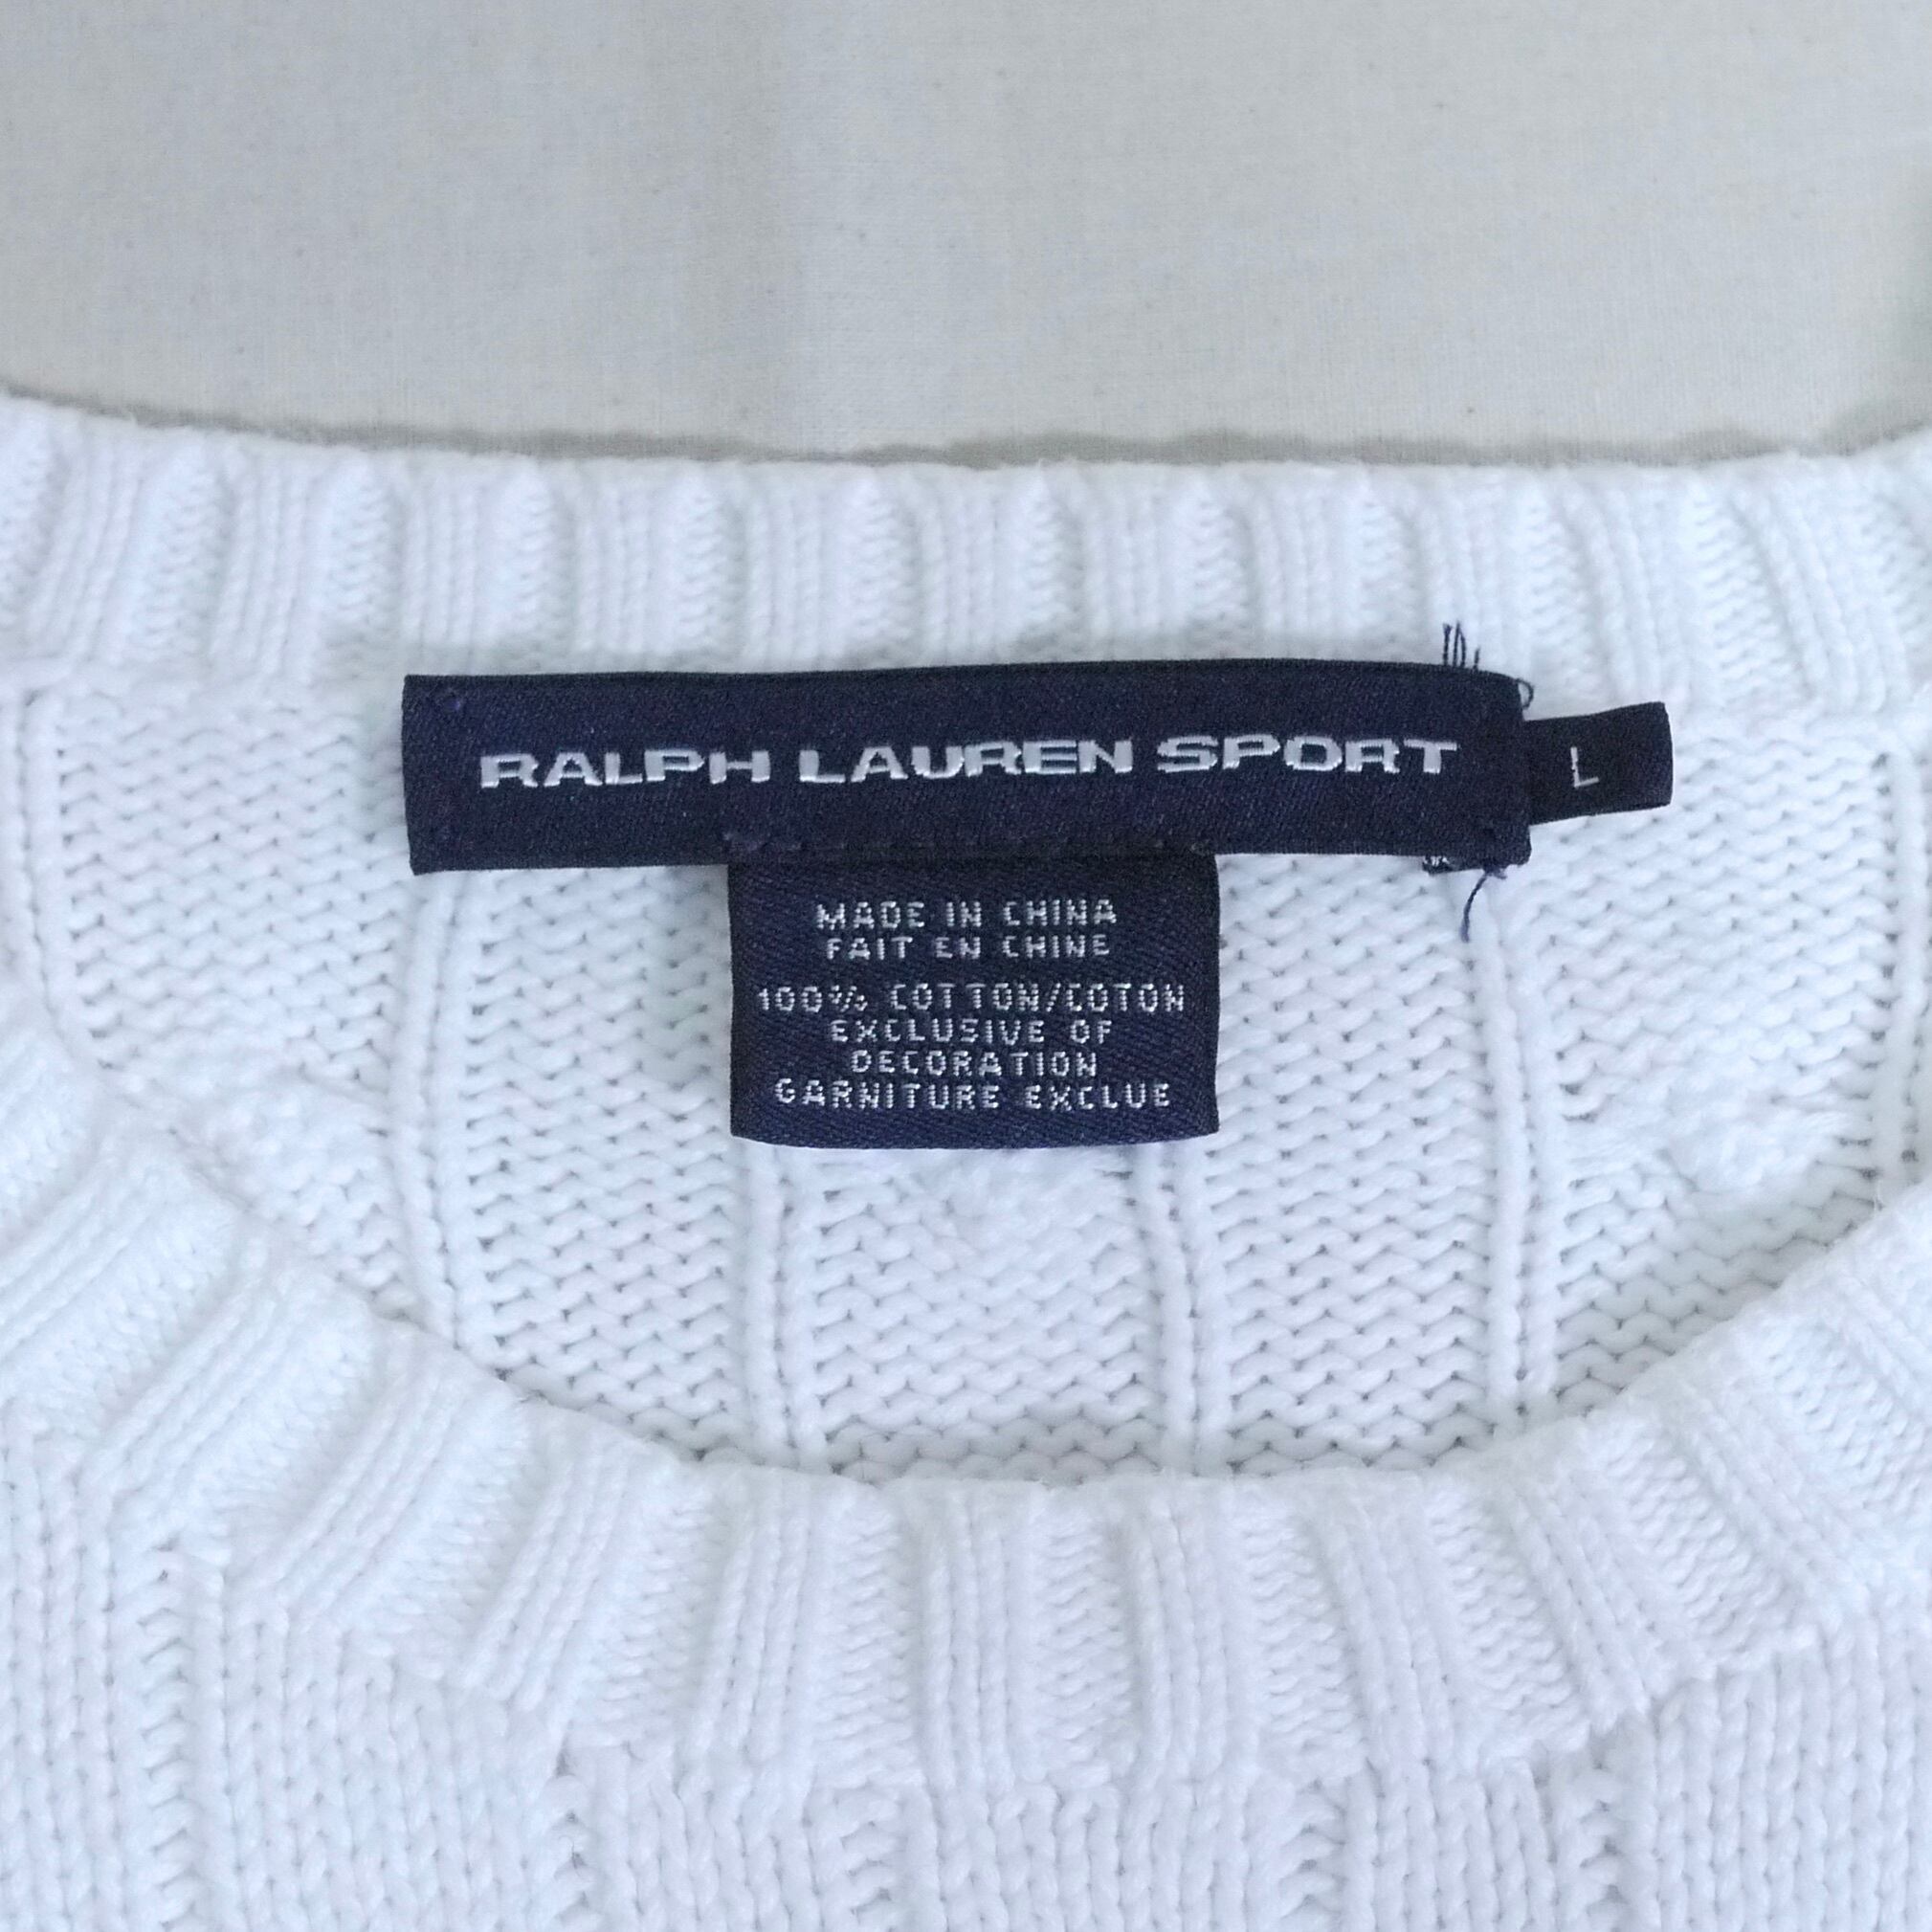 RALPH LAUREN SPORT
L
MADE IN CHINA
FAIT EN CHINE
100% COTTON/COTON
EXCLUSIVE OF
DECORATION
GARNITURE EXCLUE